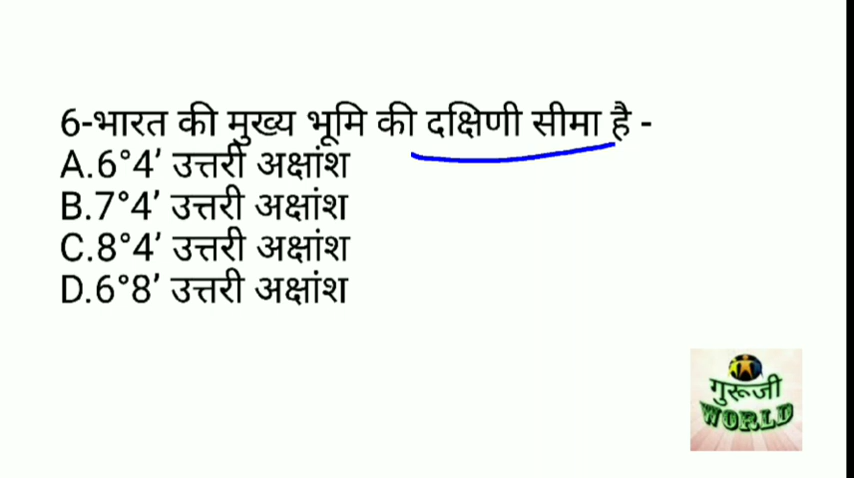 6-भारत की मुख्य भूमि की दक्षिणी सीमा है -
A.6°4’ उत्तरी अक्षांश
B.7°4’ उत्तरी अक्षांश
C.8°4’ उत्तरी अक्षांश
D.6°8’ उत्तरी अक्षांश
गुरूजी
WORLD